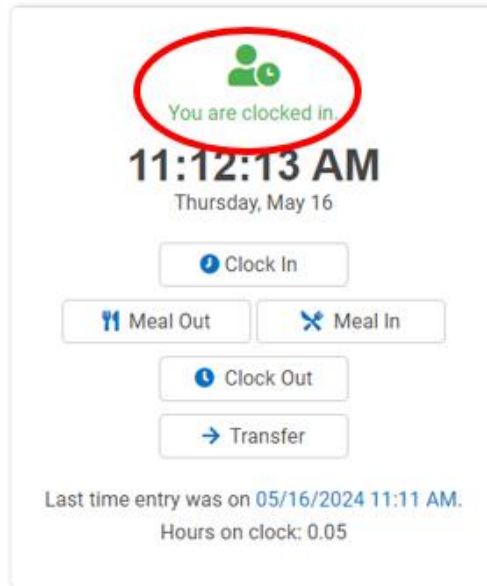 You are clocked in.
11:12:13 AM
Thursday, May 16
Clock In
Meal Out Meal In
Clock Out
Transfer
Last time entry was on 05/16/2024 11:11 AM.
Hours on clock: 0.05